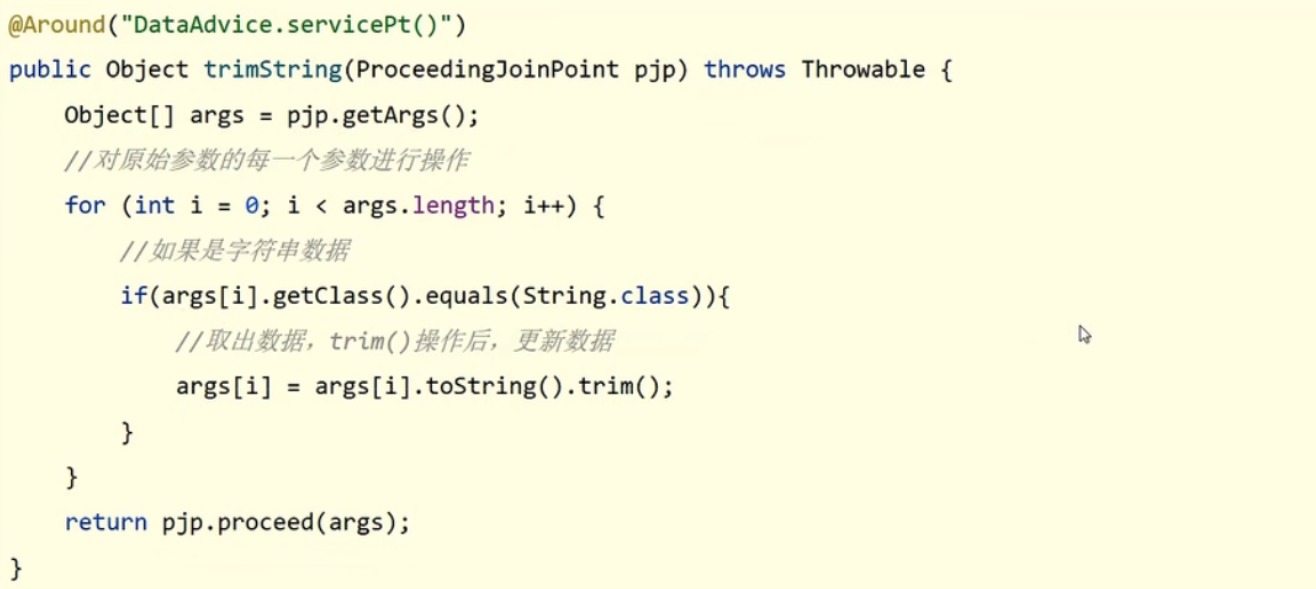 @Around("DataAdvice.servicePt()")
public Object trimString(ProceedingJoinPoint pjp) throws Throwable {
    Object[] args = pjp.getArgs();
    //对原始参数的每一个参数进行操作
    for (int i = 0; i < args.length; i++) {
        //如果是字符串数据
        if(args[i].getClass().equals(String.class)){
            //取出数据，trim()操作后，更新数据
            args[i] = args[i].toString().trim();
        }
    }
    return pjp.proceed(args);
}